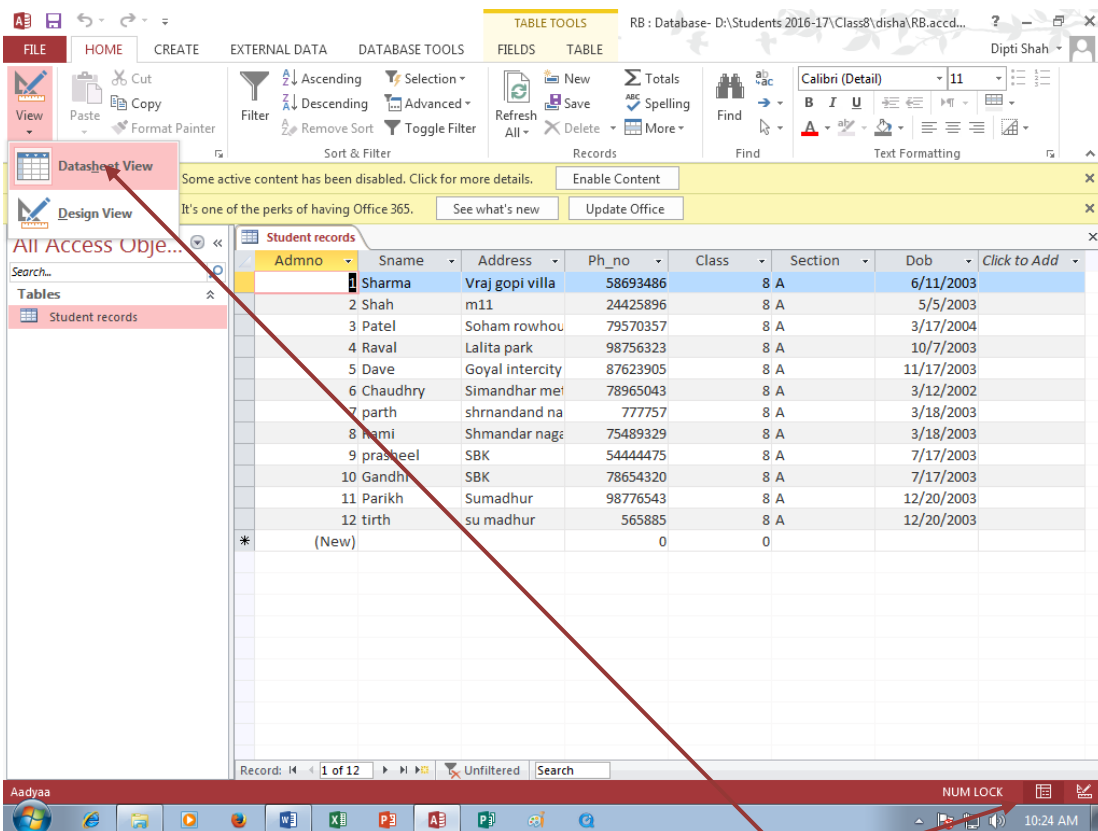 TABLE TOOLS RB : Database- D:\Students 2016-17\Class8\disha\RB.accd... ?
FILE HOME CREATE EXTERNAL DATA DATABASE TOOLS FIELDS TABLE Dipti Shah
View Paste Cut Filter Ascending Selection Refresh All New Totals Find Calibri (Detail) 11
Copy Descending Advanced Save Spelling B I U
Format Painter Remove Sort Toggle Filter Delete More A
Sort & Filter Records Find Text Formatting
Datasheet View
Design View
Some active content has been disabled. Click for more details. Enable Content
It's one of the perks of having Office 365. See what's new Update Office
All Access Obje...
Search...
Tables
Student records
Student records
Admno Sname Address Ph_no Class Section Dob Click to Add
1 Sharma Vraj gopi villa 58693486 8 A 6/11/2003
2 Shah m11 24425896 8 A 5/5/2003
3 Patel Soham rowhou 79570357 8 A 3/17/2004
4 Raval Lalita park 98756323 8 A 10/7/2003
5 Dave Goyal intercity 87623905 8 A 11/17/2003
6 Chaudhry Simandhar met 78965043 8 A 3/12/2002
7 parth shrnandand na 777757 8 A 3/18/2003
8 Rami Shmandar naga 75489329 8 A 3/18/2003
9 prasheel SBK 54444475 8 A 7/17/2003
10 Gandhi SBK 78654320 8 A 7/17/2003
11 Parikh Sumadhur 98776543 8 A 12/20/2003
12 tirth su madhur 565885 8 A 12/20/2003
* (New) 0 0
Record: 1 of 12 Unfiltered Search
Aadyaa NUM LOCK
10:24 AM